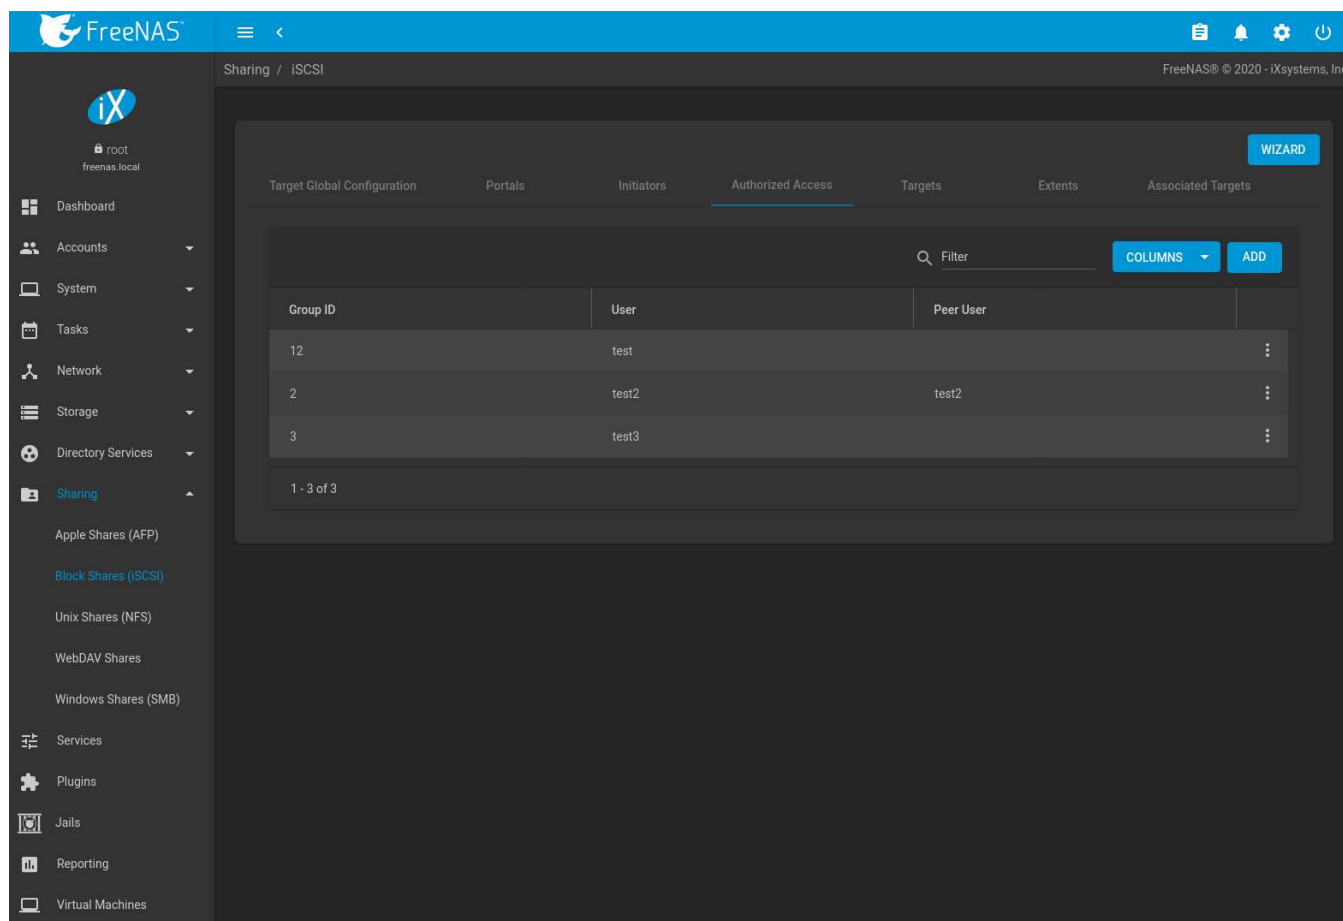 FreeNAS
Sharing / iSCSI
FreeNAS® © 2020 - iXsystems, In
iX
root
freenas.local
Dashboard
Accounts
System
Tasks
Network
Storage
Directory Services
Sharing
Apple Shares (AFP)
Block Shares (iSCSI)
Unix Shares (NFS)
WebDAV Shares
Windows Shares (SMB)
Services
Plugins
Jails
Reporting
Virtual Machines
WIZARD
Target Global Configuration Portals Initiators Authorized Access Targets Extents Associated Targets
Filter COLUMNS ADD
Group ID User Peer User
12 test
2 test2 test2
3 test3
1 - 3 of 3